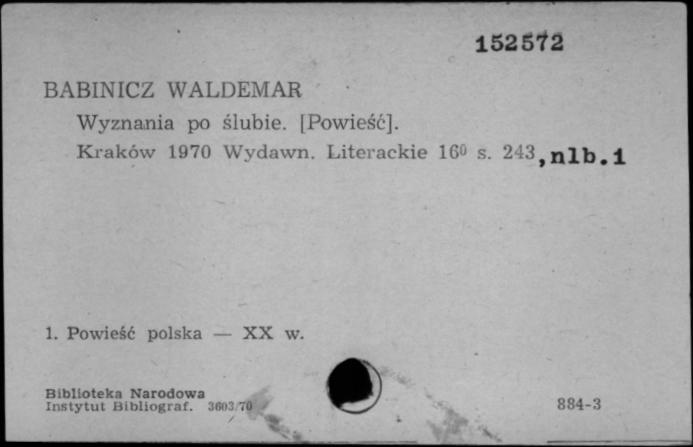 152572
BABINICZ WALDEMAR
Wyznania po ślubie. [Powieść].
Kraków 1970 Wydawn. Literackie 16⁰ s. 243,nlb.1
1. Powieść polska — XX w.
Biblioteka Narodowa
Instytut Bibliograf. 3603/70
884-3